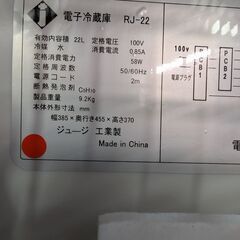 電子冷蔵庫 RJ-22
有効内容積 22L 定格電圧 100V
冷媒 水 消費電流 0,85A
定格消費電力 58W
定格周波数 50/60Hz
電源コード 2m
断熱発泡剤 C5H10
製品質量 9.2Kg
本体外形寸法 mm
幅385×奥行き455×高さ370
ジュージ 工業製
Made in China
100V
電源プラグ
PCB1
PCB2
電